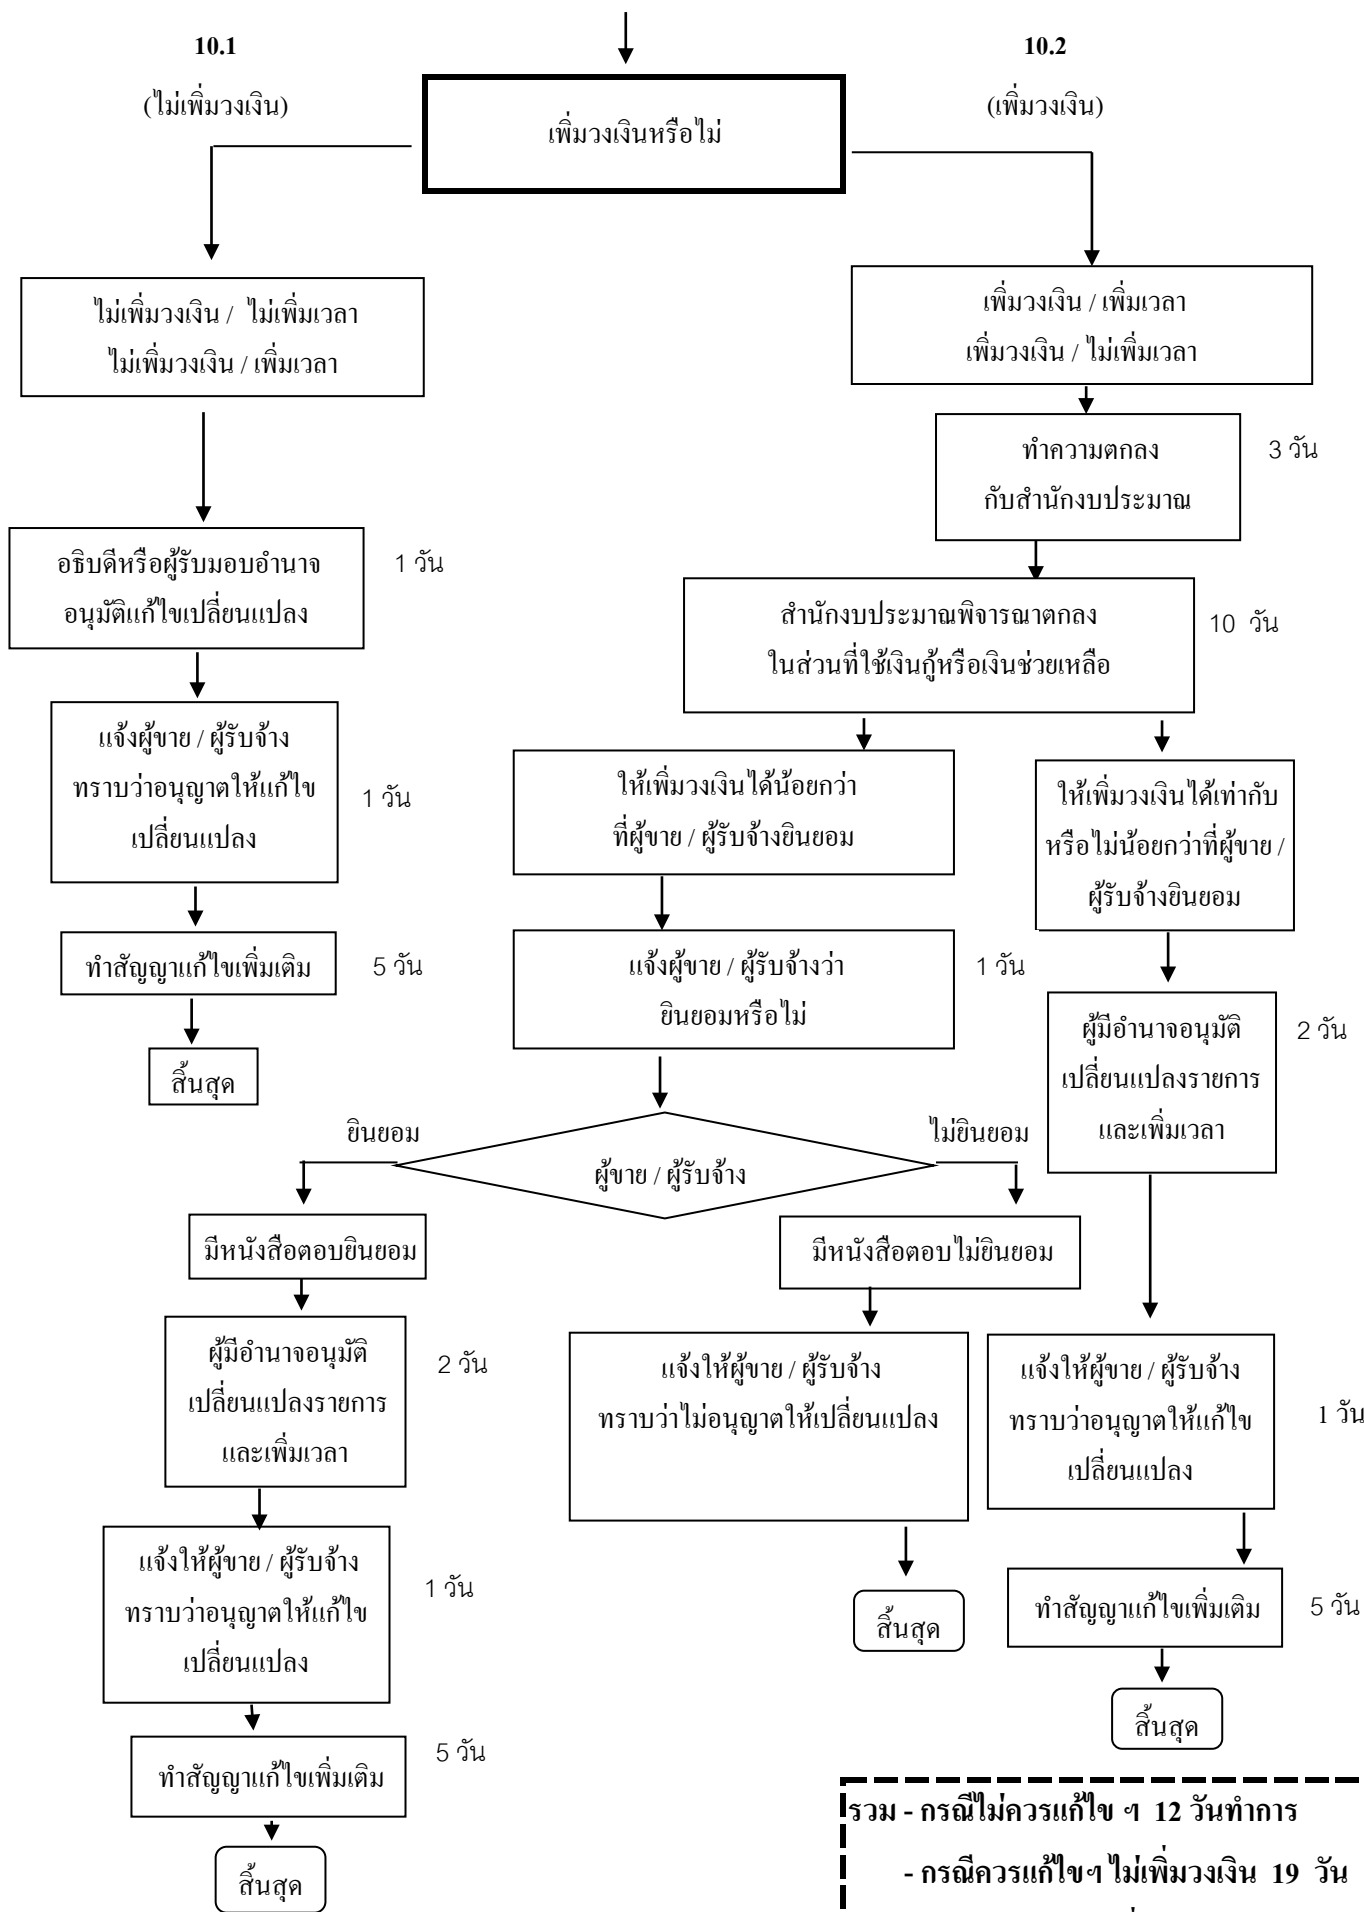 10.1
(ไม่เพิ่มวงเงิน)
10.2
(เพิ่มวงเงิน)
เพิ่มวงเงินหรือไม่
ไม่เพิ่มวงเงิน / ไม่เพิ่มเวลา
ไม่เพิ่มวงเงิน / เพิ่มเวลา
อธิบดีหรือผู้รับมอบอำนาจ
อนุมัติแก้ไขเปลี่ยนแปลง
1 วัน
แจ้งผู้ขาย / ผู้รับจ้าง
ทราบว่าอนุญาตให้แก้ไข
เปลี่ยนแปลง
1 วัน
ทำสัญญาแก้ไขเพิ่มเติม
5 วัน
สิ้นสุด
เพิ่มวงเงิน / เพิ่มเวลา
เพิ่มวงเงิน / ไม่เพิ่มเวลา
ทำความตกลง
กับสำนักงบประมาณ
3 วัน
สำนักงบประมาณพิจารณาตกลง
ในส่วนที่ใช้เงินกู้หรือเงินช่วยเหลือ
10 วัน
ให้เพิ่มวงเงินได้น้อยกว่า
ที่ผู้ขาย / ผู้รับจ้างยินยอม
แจ้งผู้ขาย / ผู้รับจ้างว่า
ยินยอมหรือไม่
1 วัน
ผู้ขาย / ผู้รับจ้าง
ยินยอม
ไม่ยินยอม
มีหนังสือตอบยินยอม
ผู้มีอำนาจอนุมัติ
เปลี่ยนแปลงรายการ
และเพิ่มเวลา
2 วัน
แจ้งให้ผู้ขาย / ผู้รับจ้าง
ทราบว่าอนุญาตให้แก้ไข
เปลี่ยนแปลง
1 วัน
ทำสัญญาแก้ไขเพิ่มเติม
5 วัน
สิ้นสุด
มีหนังสือตอบไม่ยินยอม
แจ้งให้ผู้ขาย / ผู้รับจ้าง
ทราบว่าไม่อนุญาตให้เปลี่ยนแปลง
สิ้นสุด
ให้เพิ่มวงเงินได้เท่ากับ
หรือไม่น้อยกว่าที่ผู้ขาย /
ผู้รับจ้างยินยอม
ผู้มีอำนาจอนุมัติ
เปลี่ยนแปลงรายการ
และเพิ่มเวลา
2 วัน
แจ้งให้ผู้ขาย / ผู้รับจ้าง
ทราบว่าอนุญาตให้แก้ไข
เปลี่ยนแปลง
1 วัน
ทำสัญญาแก้ไขเพิ่มเติม
5 วัน
สิ้นสุด
รวม - กรณีไม่ควรแก้ไข ฯ 12 วันทำการ
- กรณีควรแก้ไขฯ ไม่เพิ่มวงเงิน 19 วัน